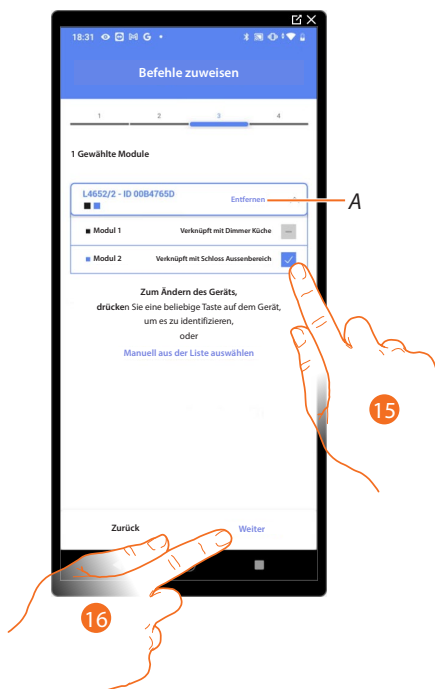 18:31 G
Befehle zuweisen
1 2 3 4
1 Gewählte Module
L4652/2 - ID 00B4765D Entfernen
A
Modul 1 Verknüpft mit Dimmer Küche
Modul 2 Verknüpft mit Schloss Aussenbereich
Zum Ändern des Geräts,
drücken Sie eine beliebige Taste auf dem Gerät,
um es zu identifizieren,
oder
Manuell aus der Liste auswählen
15
Zurück Weiter
16